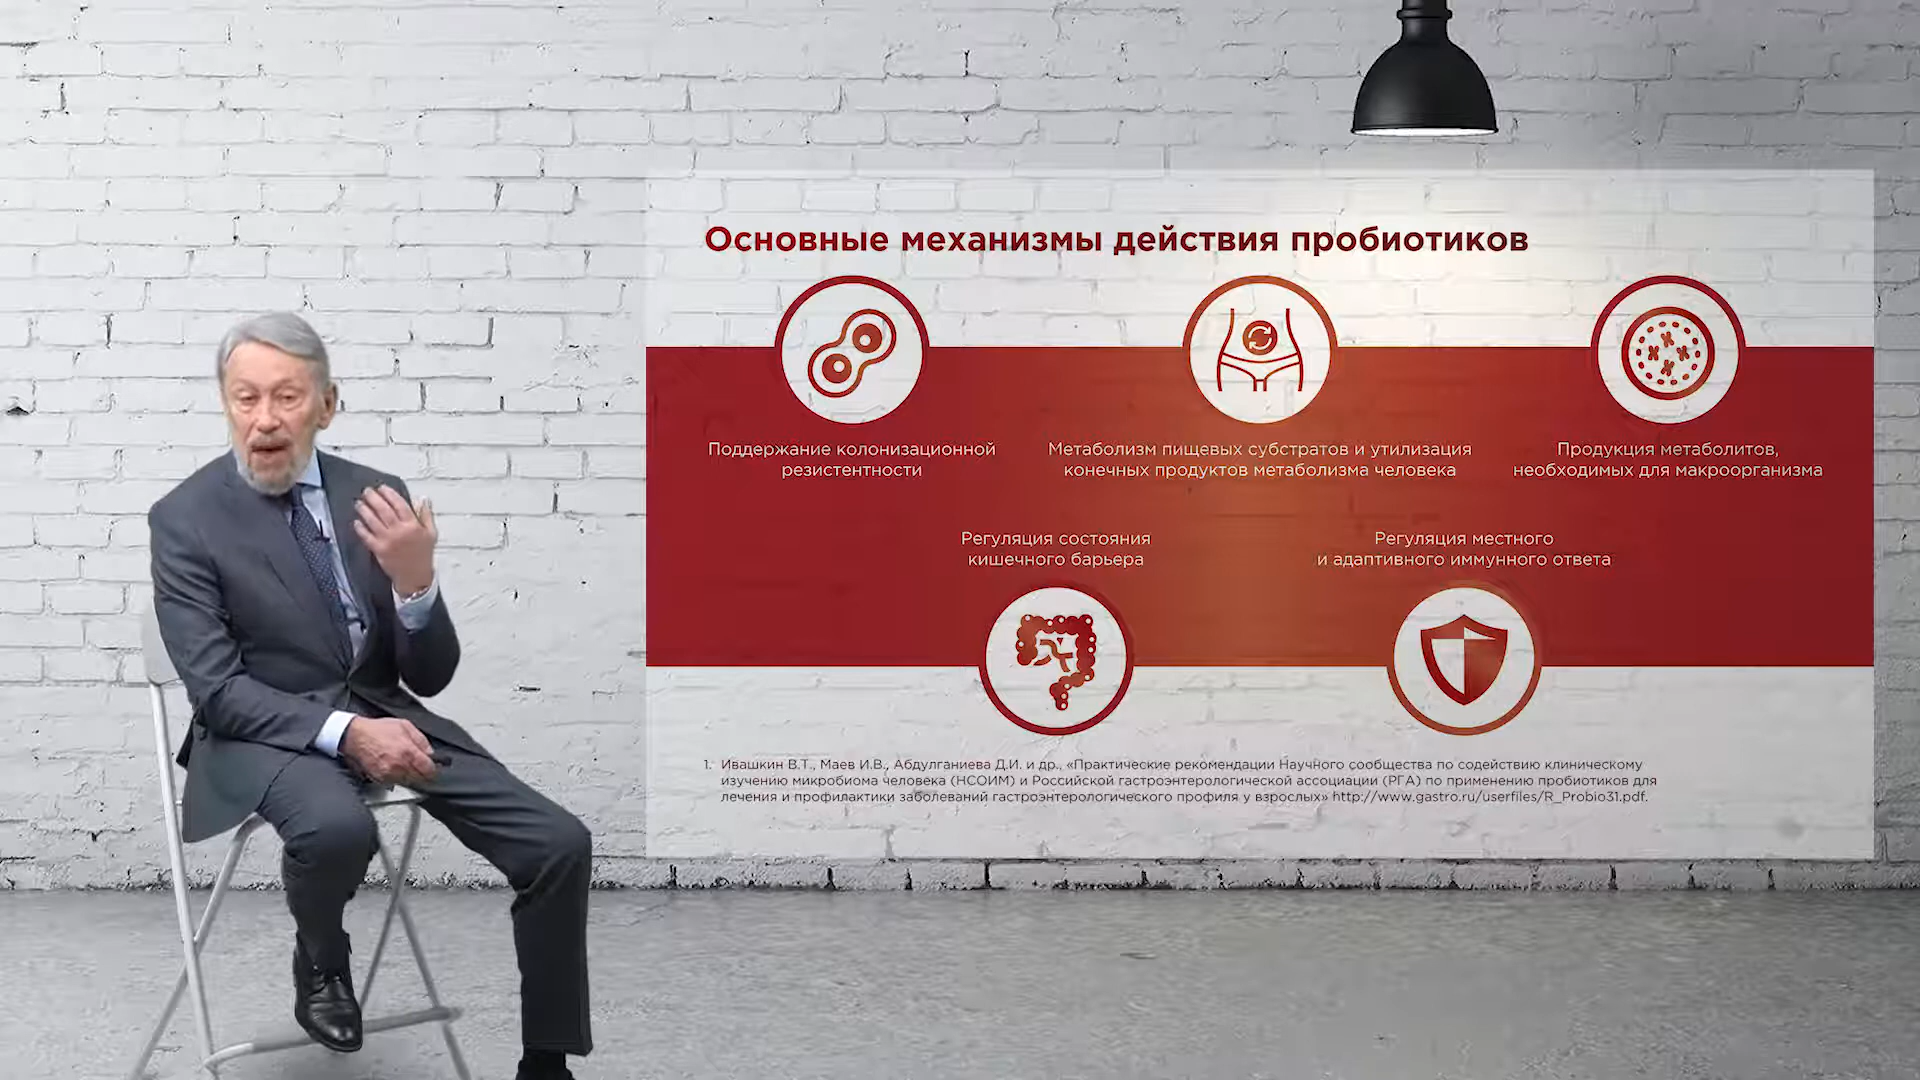 Основные механизмы действия пробиотиков
Поддержание колонизационной
резистентности
Метаболизм пищевых субстратов и утилизация
конечных продуктов метаболизма человека
Продукция метаболитов,
необходимых для макроорганизма
Регуляция состояния
кишечного барьера
Регуляция местного
и адаптивного иммунного ответа
1. Ивашкин В.Т., Маев И.В., Абдулганиева Д.И. и др., «Практические рекомендации Научного сообщества по содействию клиническому
изучению микробиома человека (НСОИМ) и Российской гастроэнтерологической ассоциации (РГА) по применению пробиотиков для
лечения и профилактики заболеваний гастроэнтерологического профиля у взрослых» http://www.gastro.ru/userfiles/R_Probio31.pdf.